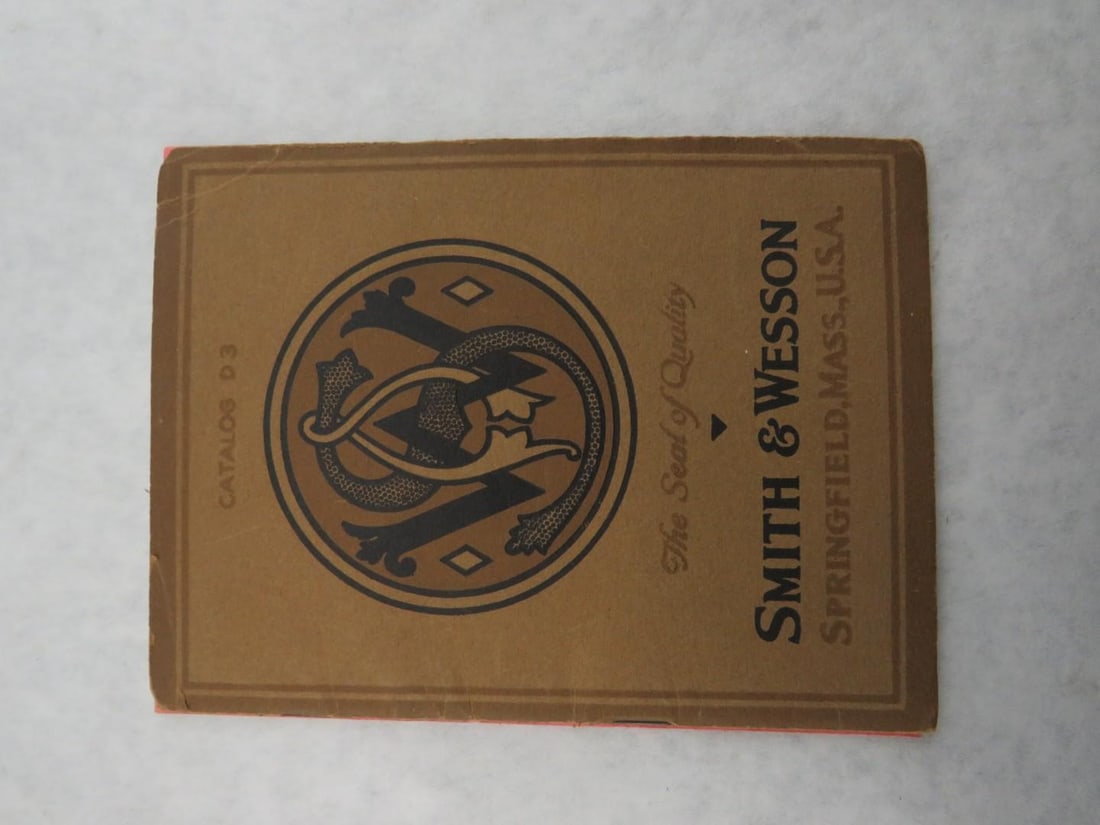 CATALOG D3
S&W
The Seal of Quality
SMITH & WESSON
SPRINGFIELD, MASS., U.S.A.